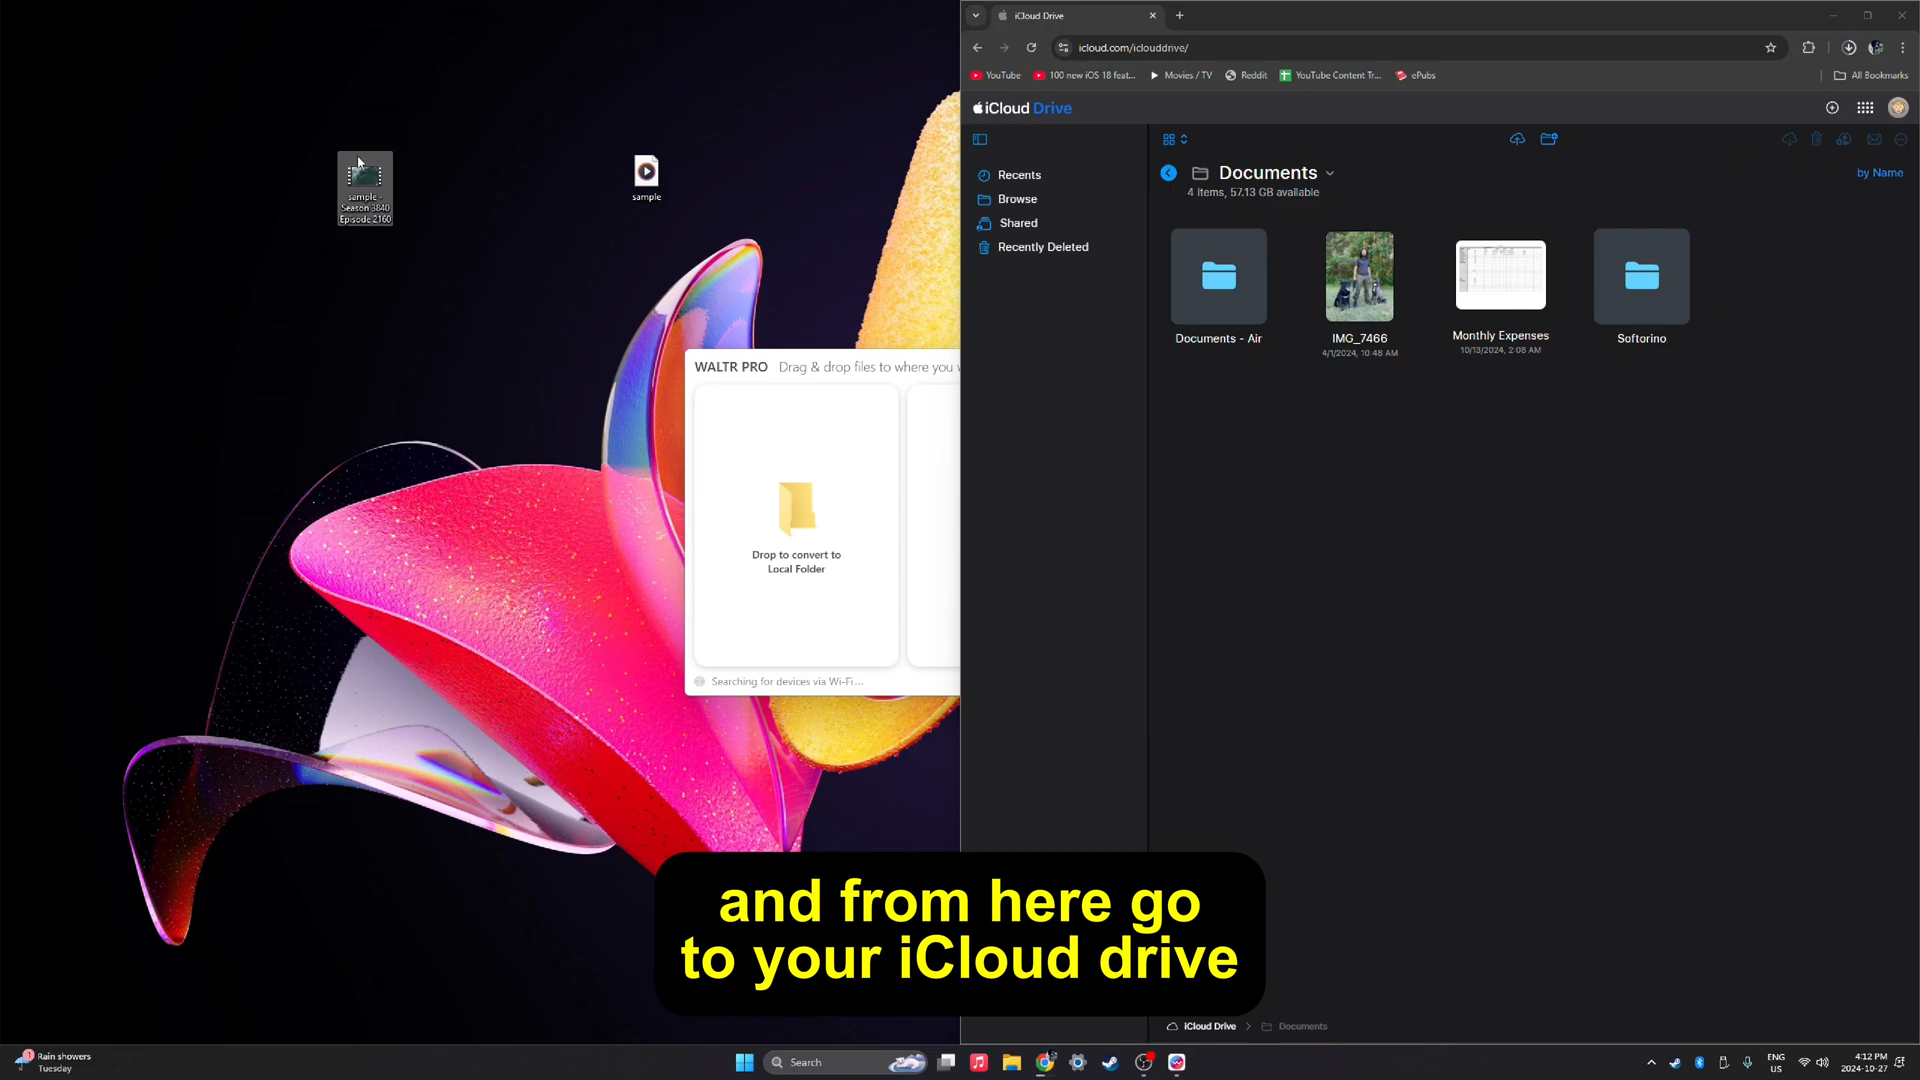 iCloud Drive
icloud.com/iclouddrive/
YouTube
100 new iOS 18 feat...
Movies / TV
Reddit
YouTube Content Tr...
ePubs
All Bookmarks
iCloud Drive
Recents
Browse
Shared
Recently Deleted
Documents
4 items, 57.13 GB available
by Name
Documents - Air
IMG_7466
4/1/2024, 10:48 AM
Monthly Expenses
10/13/2024, 2:08 AM
Softorino
sample -
Season 3840
Episode 2160
sample
WALTR PRO Drag & drop files to where you
Drop to convert to
Local Folder
Searching for devices via Wi-Fi...
and from here go
to your iCloud drive
iCloud Drive
Documents
1
Rain showers
Tuesday
Search
ENG
US
4:12 PM
2024-10-27